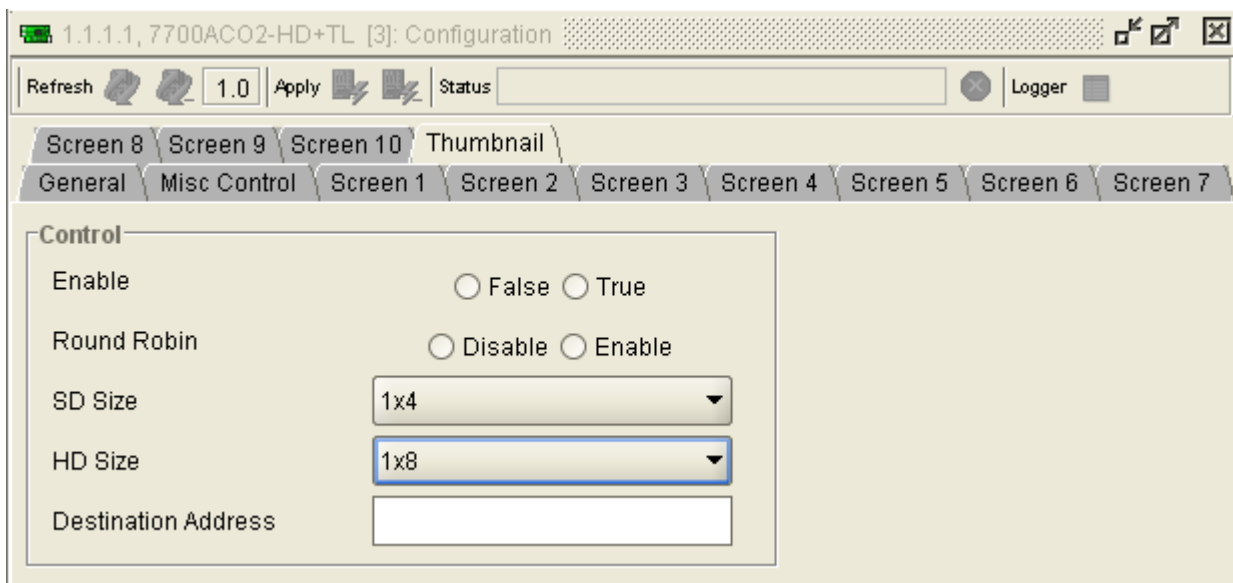 1.1.1.1, 7700ACO2-HD+TL [3]: Configuration
Refresh 1.0 Apply Status Logger
Screen 8 Screen 9 Screen 10 Thumbnail
General Misc Control Screen 1 Screen 2 Screen 3 Screen 4 Screen 5 Screen 6 Screen 7
Control
Enable False True
Round Robin Disable Enable
SD Size 1x4
HD Size 1x8
Destination Address